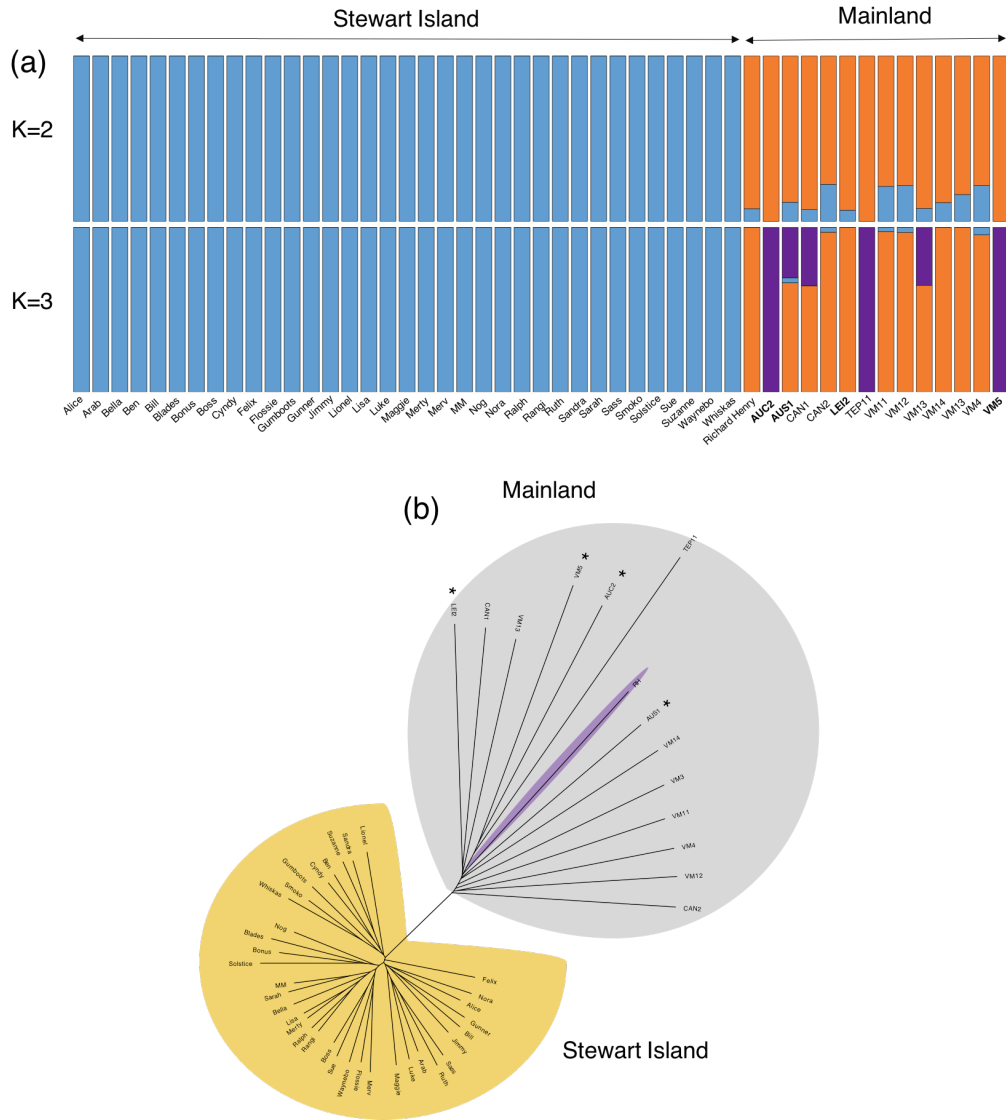 Stewart Island
Mainland
(a)
K=2
K=3
Alice
Arab
Bella
Ben
Bill
Blades
Bonus
Boss
Cyndy
Felix
Flossie
Gumboots
Gunner
Jimmy
Lionel
Lisa
Luke
Maggie
Merty
Merv
MM
Nog
Nora
Ralph
Rangi
Ruth
Sandra
Sarah
Sass
Smoko
Solstice
Sue
Suzanne
Waynebo
Whiskas
Richard Henry
AUC2
AUS1
CAN1
CAN2
LEI2
TEP11
VM11
VM12
VM13
VM14
VM13
VM4
VM5
Mainland
(b)
* LEI2
CAN1
VM13
VM5 *
AUC2 *
TEP11
RH
AUS1 *
VM14
VM3
VM11
VM4
VM12
CAN2
Lionel
Sandra
Suzanne
Ben
Cyndy
Gumboots
Smoko
Whiskas
Nog
Blades
Bonus
Solstice
MM
Sarah
Bella
Lisa
Merty
Ralph
Rangi
Boss
Sue
Waynebo
Flossie
Merv
Maggie
Luke
Arab
Ruth
Sass
Jimmy
Bill
Gunner
Alice
Nora
Felix
Stewart Island